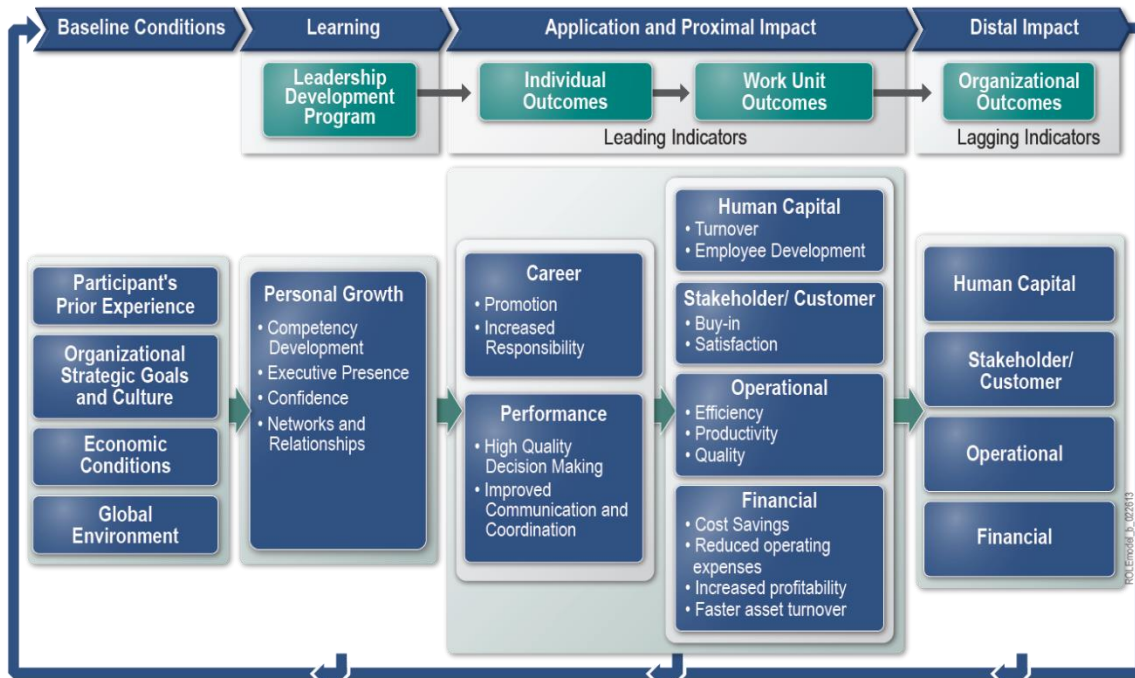 Baseline Conditions
Learning
Application and Proximal Impact
Distal Impact
Leadership
Development
Program
Individual
Outcomes
Work Unit
Outcomes
Organizational
Outcomes
Leading Indicators
Lagging Indicators
Participant's
Prior Experience
Organizational
Strategic Goals
and Culture
Economic
Conditions
Global
Environment
Personal Growth
• Competency
Development
• Executive Presence
• Confidence
• Networks and
Relationships
Career
• Promotion
• Increased
Responsibility
Performance
• High Quality
Decision Making
• Improved
Communication and
Coordination
Human Capital
• Turnover
• Employee Development
Stakeholder/ Customer
• Buy-in
• Satisfaction
Operational
• Efficiency
• Productivity
• Quality
Financial
• Cost Savings
• Reduced operating
expenses
• Increased profitability
• Faster asset turnover
Human Capital
Stakeholder/
Customer
Operational
Financial
ROLEmodel_b_022613